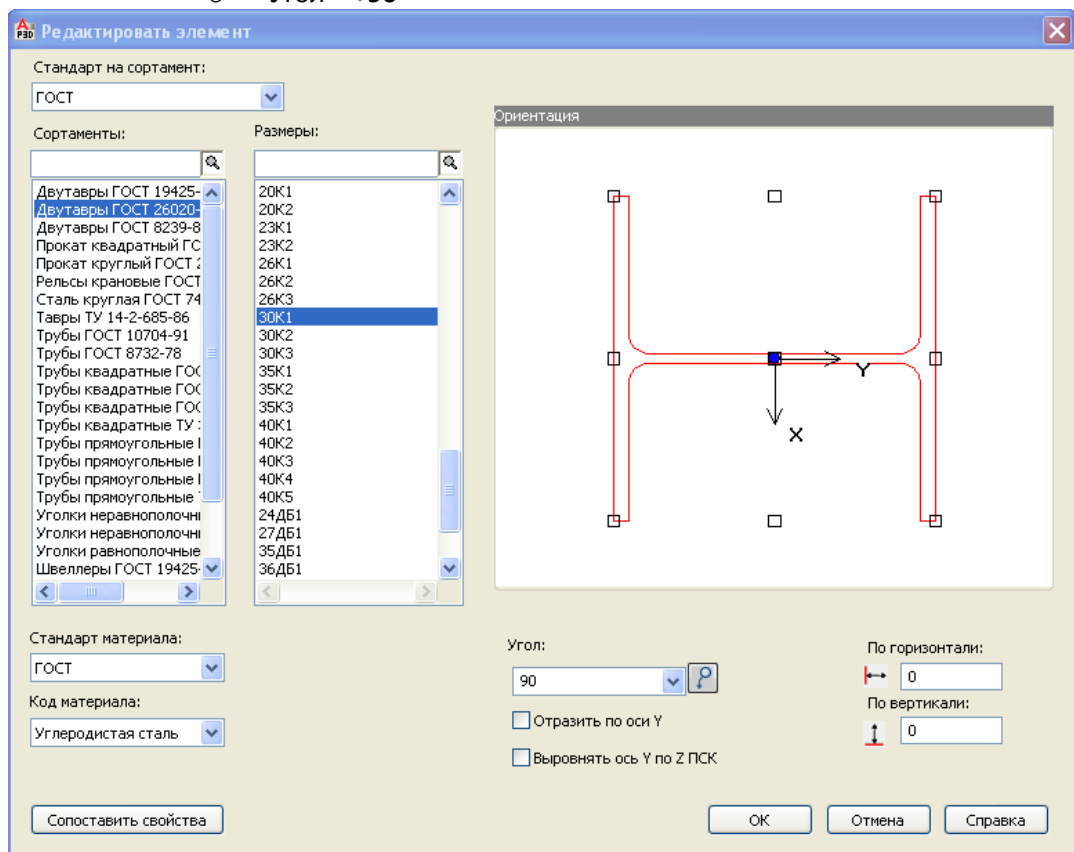 Редактировать элемент
Стандарт на сортамент:
ГОСТ
Сортаменты:
Двутавры ГОСТ 19425-
Двутавры ГОСТ 26020-
Двутавры ГОСТ 8239-8
Прокат квадратный ГО
Прокат круглый ГОСТ 2
Рельсы крановые ГОСТ
Сталь круглая ГОСТ 74
Тавры ТУ 14-2-685-86
Трубы ГОСТ 10704-91
Трубы ГОСТ 8732-78
Трубы квадратные ГО
Трубы квадратные ГО
Трубы квадратные ГО
Трубы квадратные ТУ
Трубы прямоугольные
Трубы прямоугольные
Трубы прямоугольные
Трубы прямоугольные
Уголки неравнополочн
Уголки неравнополочн
Уголки равнополочные
Швеллеры ГОСТ 19425-
Размеры:
20К1
20К2
23К1
23К2
26К1
26К2
26К3
30К1
30К2
30К3
35К1
35К2
35К3
40К1
40К2
40К3
40К4
40К5
24ДБ1
27ДБ1
35ДБ1
36ДБ1
Ориентация
Y
X
Стандарт материала:
ГОСТ
Код материала:
Углеродистая сталь
Угол:
90
Отразить по оси Y
Выровнять ось Y по Z ПСК
По горизонтали:
0
По вертикали:
0
Сопоставить свойства
ОК
Отмена
Справка